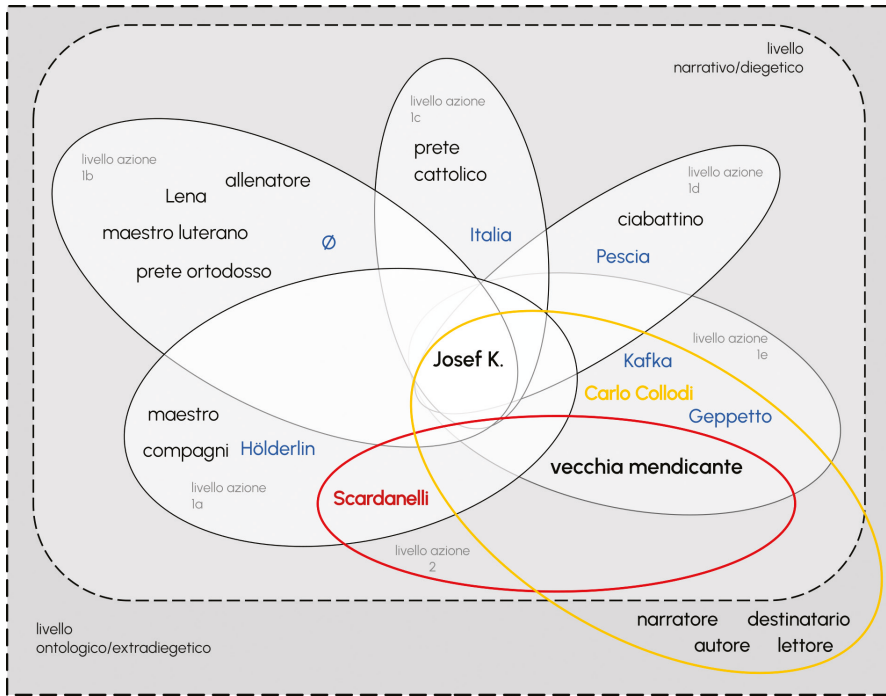 livello
narrativo/diegetico
livello azione
1c
prete
cattolico
livello azione
1b
allenatore
Lena
maestro luterano
Ø
prete ortodosso
Italia
livello azione
1d
ciabattino
Pescia
Josef K.
livello azione
1e
Kafka
Carlo Collodi
Geppetto
maestro
compagni Hölderlin
livello azione
1a
Scardanelli
vecchia mendicante
livello azione
2
livello
ontologico/extradiegetico
narratore destinatario
autore lettore